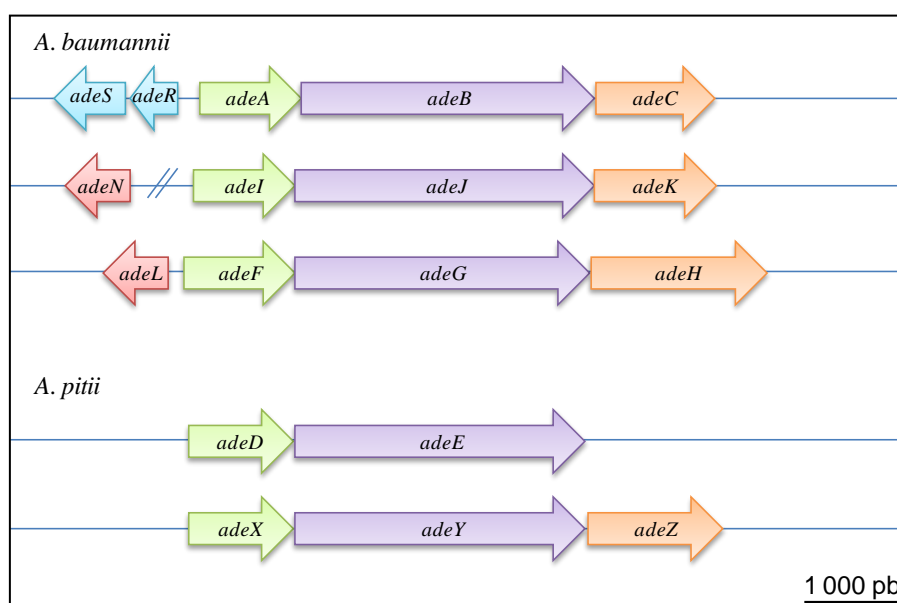 A. baumannii
adeS adeR adeA adeB adeC
adeN adeI adeJ adeK
adeL adeF adeG adeH
A. pitii
adeD adeE
adeX adeY adeZ
1 000 pb